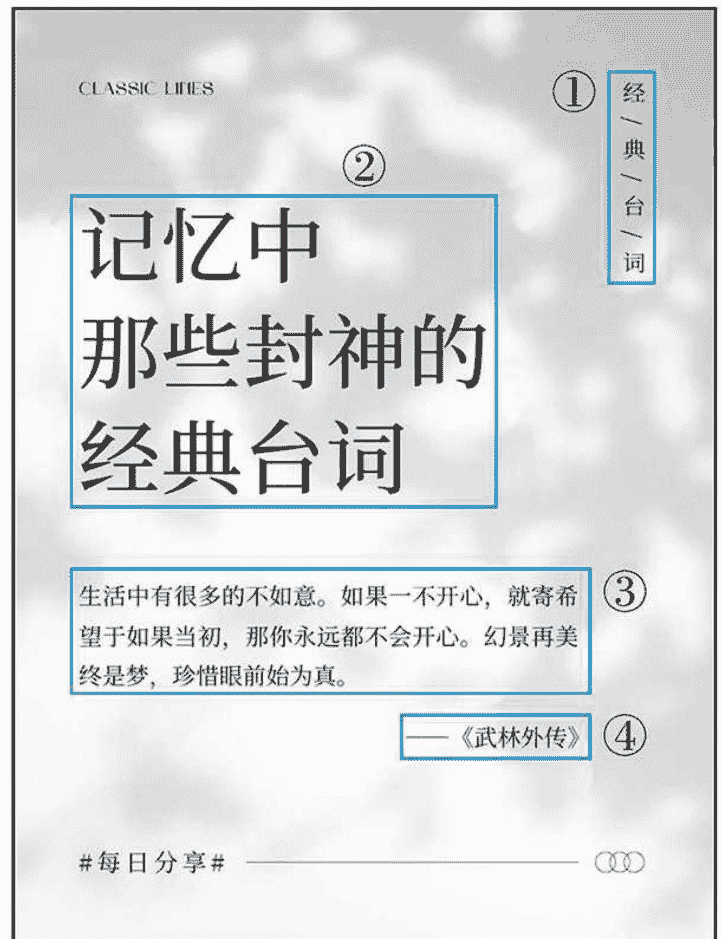 CLASSIC LINES
①
经/典/台/词
②
记忆中
那些封神的
经典台词
生活中有很多的不如意。如果一不开心，就寄希
望于如果当初，那你永远都不会开心。幻景再美
终是梦，珍惜眼前始为真。
③
——《武林外传》
④
#每日分享#